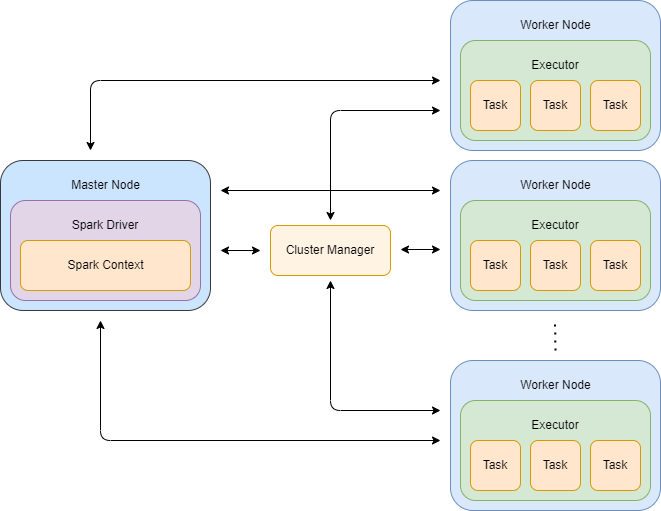 Master Node
Spark Driver
Spark Context
Cluster Manager
Worker Node
Executor
Task Task Task
Worker Node
Executor
Task Task Task
Worker Node
Executor
Task Task Task